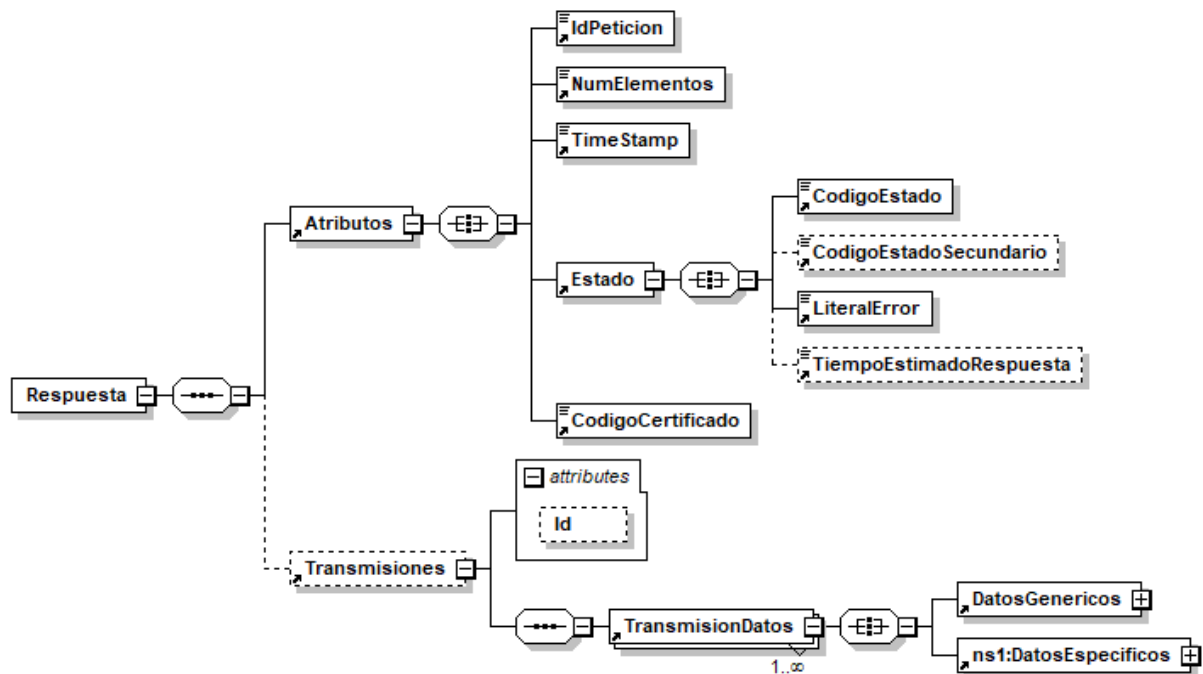 IdPeticion
NumElementos
TimeStamp
CodigoEstado
Atributos
CodigoEstadoSecundario
Estado
LiteralError
TiempoEstimadoRespuesta
Respuesta
CodigoCertificado
attributes
Id
Transmisiones
DatosGenericos
TransmisionDatos
1..∞
ns1:DatosEspecificos